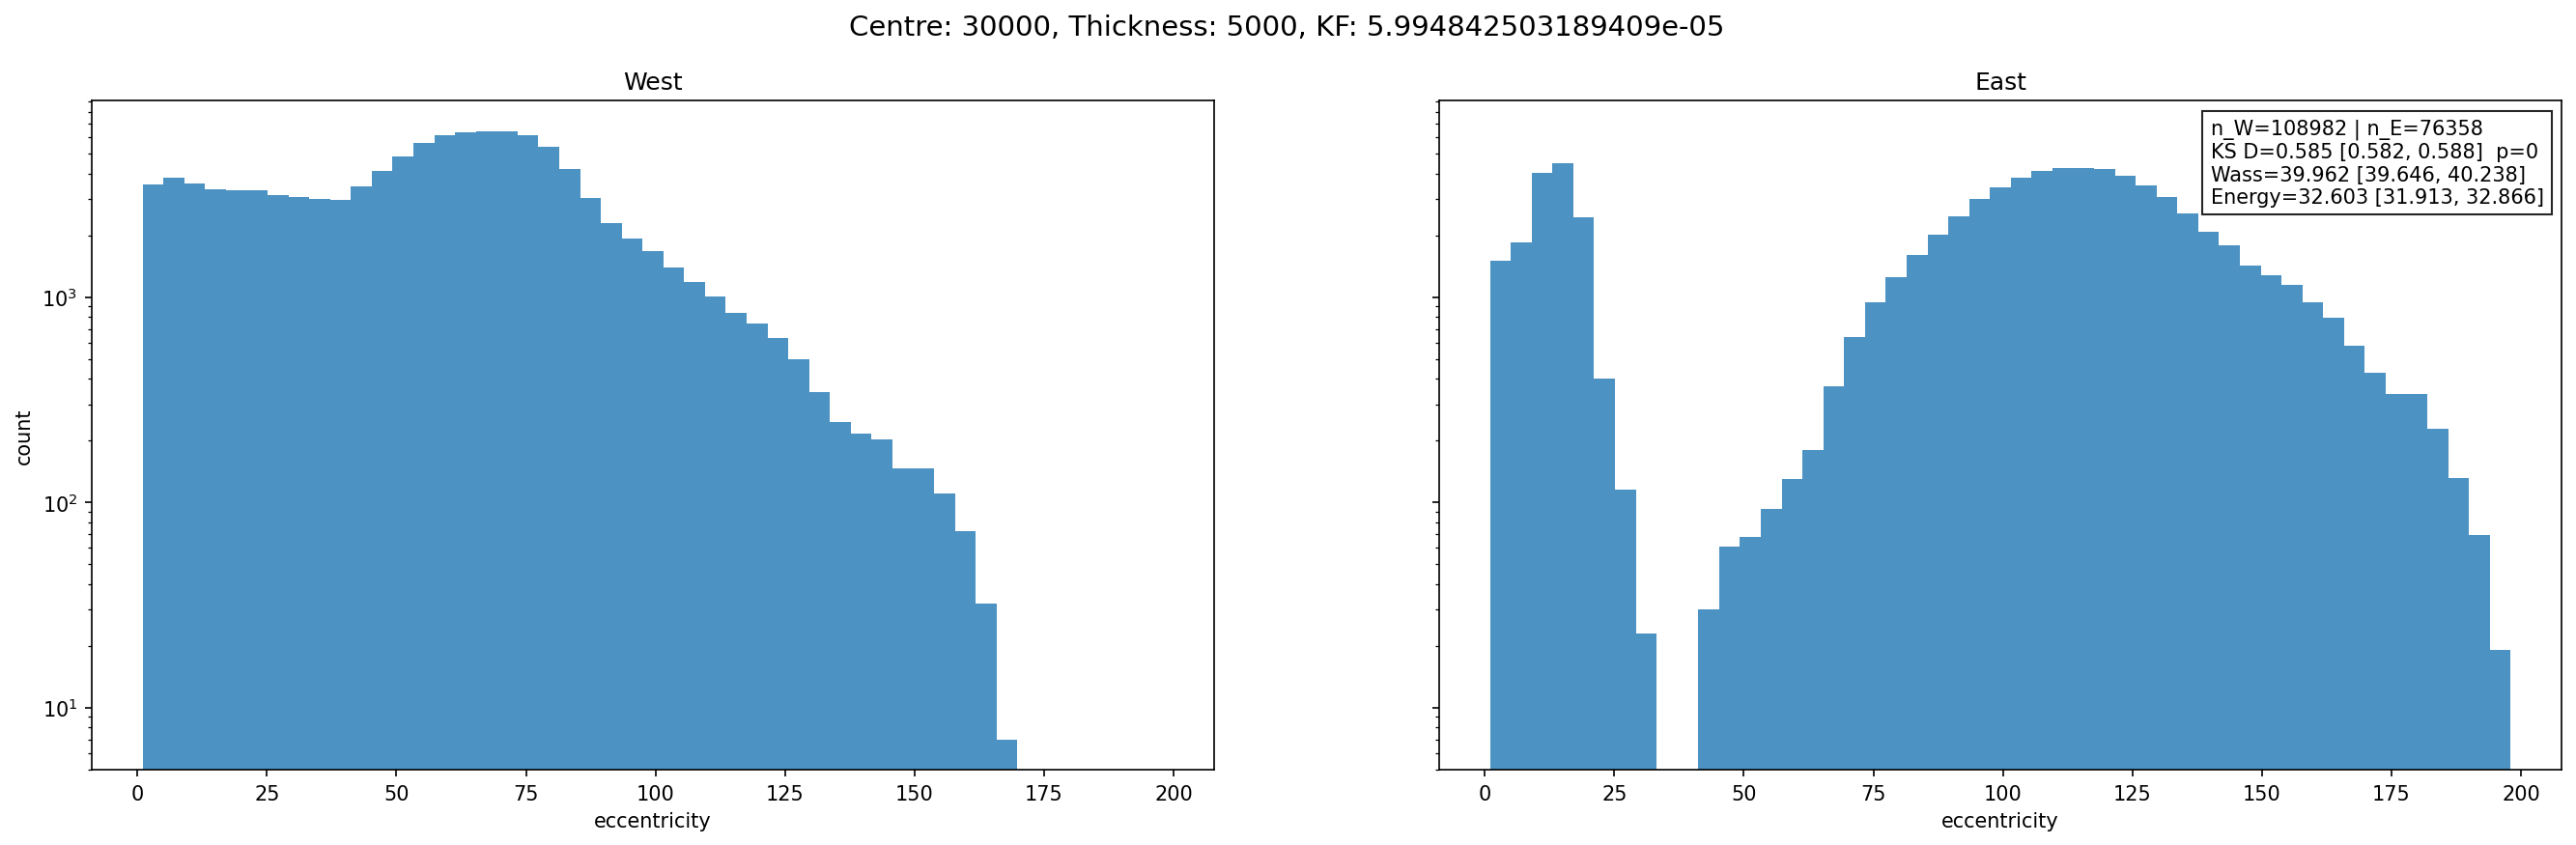 Centre: 30000, Thickness: 5000, KF: 5.994842503189409e-05
West
East
n_W=108982 | n_E=76358
KS D=0.585 [0.582, 0.588]  p=0
Wass=39.962 [39.646, 40.238]
Energy=32.603 [31.913, 32.866]
10³
10²
10¹
count
0 25 50 75 100 125 150 175 200
eccentricity
0 25 50 75 100 125 150 175 200
eccentricity